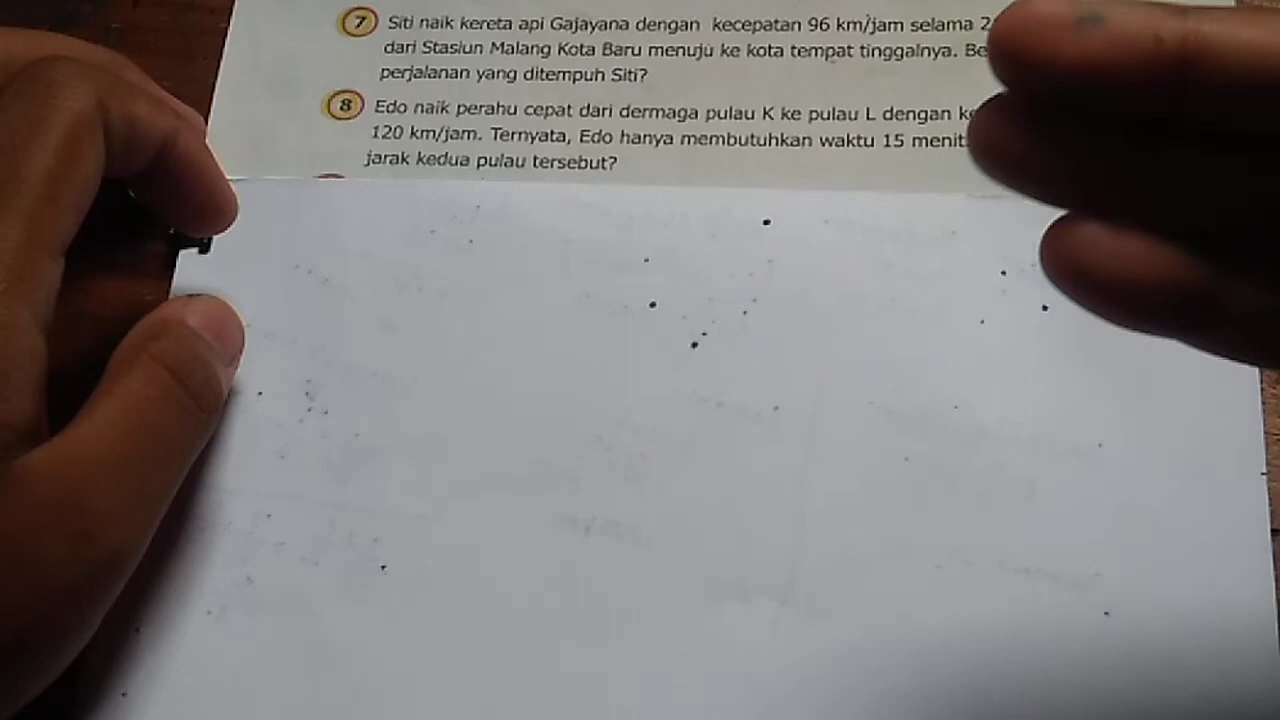 7 Siti naik kereta api Gajayana dengan kecepatan 96 km/jam selama 2
dari Stasiun Malang Kota Baru menuju ke kota tempat tinggalnya. Be
perjalanan yang ditempuh Siti?
8 Edo naik perahu cepat dari dermaga pulau K ke pulau L dengan
120 km/jam. Ternyata, Edo hanya membutuhkan waktu 15 menit.
jarak kedua pulau tersebut?